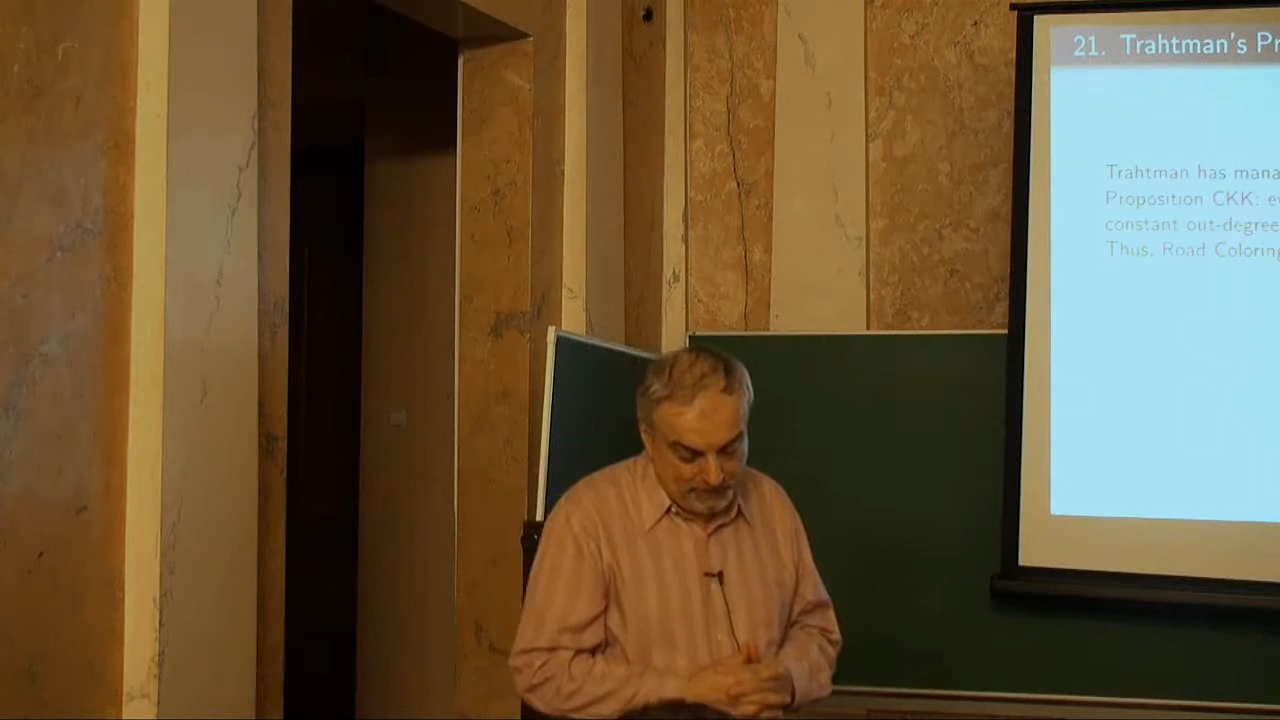 21. Trahtman's Pr
Trahtman has mana
Proposition CKK: ev
constant out-degree
Thus, Road Coloring